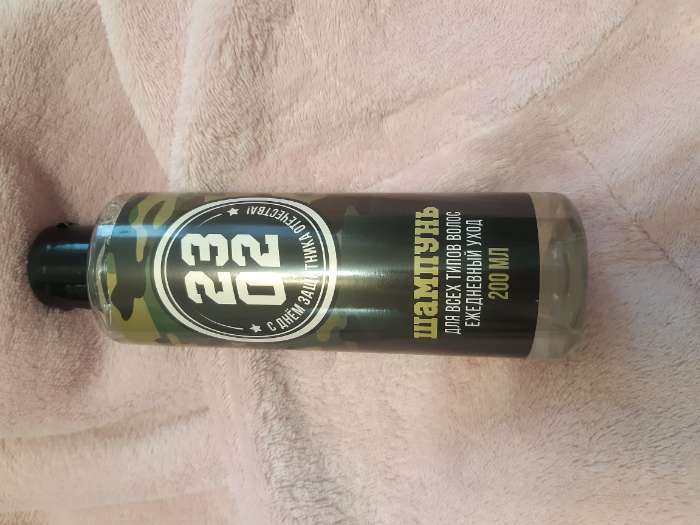 23
02
С ДНЁМ ЗАЩИТНИКА ОТЕЧЕСТВА!
шампунь
ДЛЯ ВСЕХ ТИПОВ ВОЛОС
ЕЖЕДНЕВНЫЙ УХОД
200 МЛ